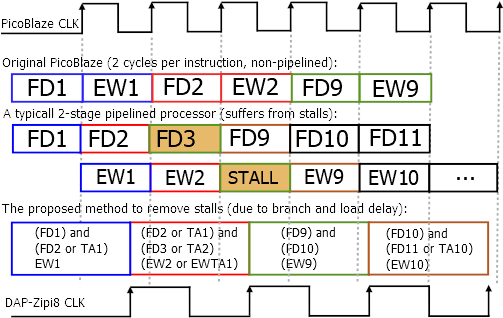 PicoBlaze CLK
Original PicoBlaze (2 cycles per instruction, non-pipelined):
FD1 EW1 FD2 EW2 FD9 EW9
A typicall 2-stage pipelined processor (suffers from stalls):
FD1 FD2 FD3 FD9 FD10 FD11
EW1 EW2 STALL EW9 EW10 ...
The proposed method to remove stalls (due to branch and load delay):
(FD1) and (FD2 or TA1) and (FD9) and (FD10) and
(FD2 or TA1) (FD3 or TA2) (FD10) (FD11 or TA10)
EW1 (EW2 or EWTA1) (EW9) (EW10)
DAP-Zipi8 CLK